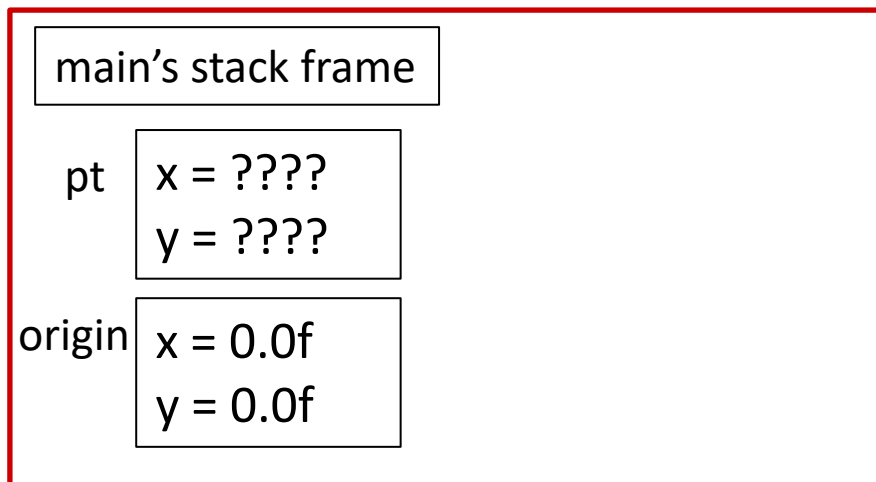 main’s stack frame
pt
x = ????
y = ????
origin
x = 0.0f
y = 0.0f